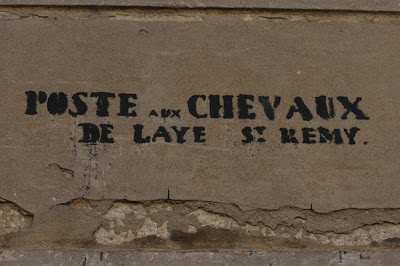 POSTE AUX CHEVAUX
DE LAYE St REMY.